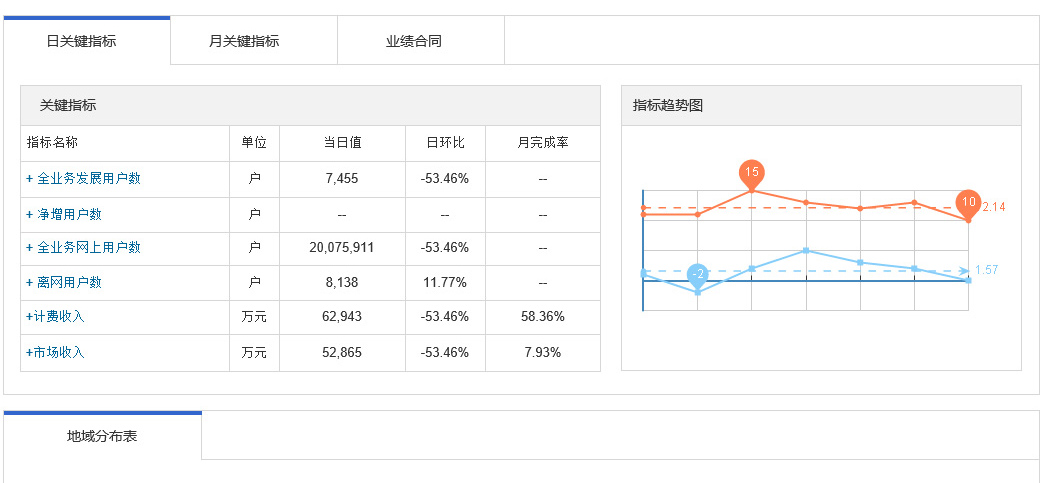 日关键指标 月关键指标 业绩合同
关键指标
指标名称 单位 当日值 日环比 月完成率
+ 全业务发展用户数 户 7,455 -53.46% --
+ 净增用户数 户 -- -- --
+ 全业务网上用户数 户 20,075,911 -53.46% --
+ 离网用户数 户 8,138 11.77% --
+计费收入 万元 62,943 -53.46% 58.36%
+市场收入 万元 52,865 -53.46% 7.93%
指标趋势图
15
10
2.14
-2
1.57
地域分布表